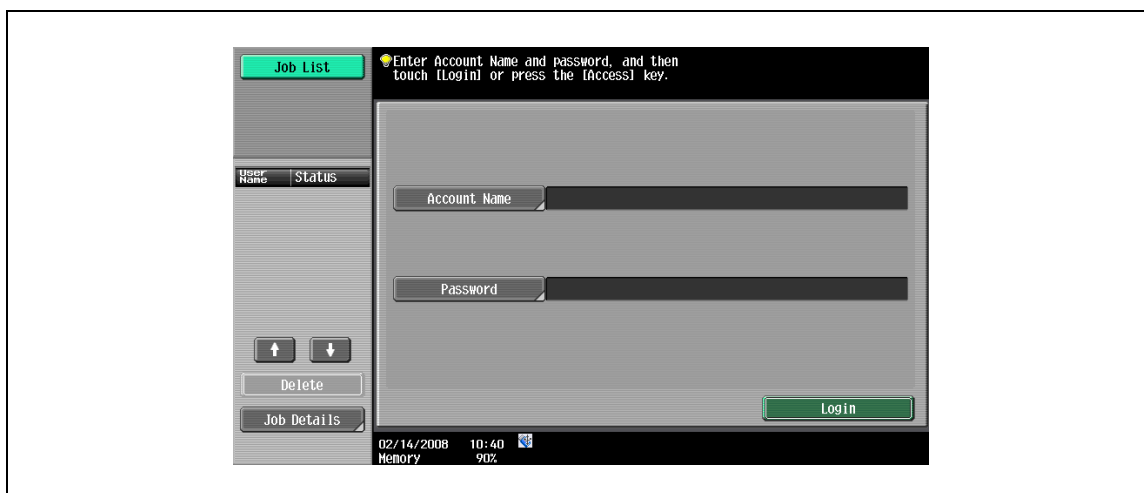 Job List
Enter Account Name and password, and then
touch [Login] or press the [Access] key.
User
Name
Status
Account Name
Password
Delete
Job Details
Login
02/14/2008 10:40
Memory 90%